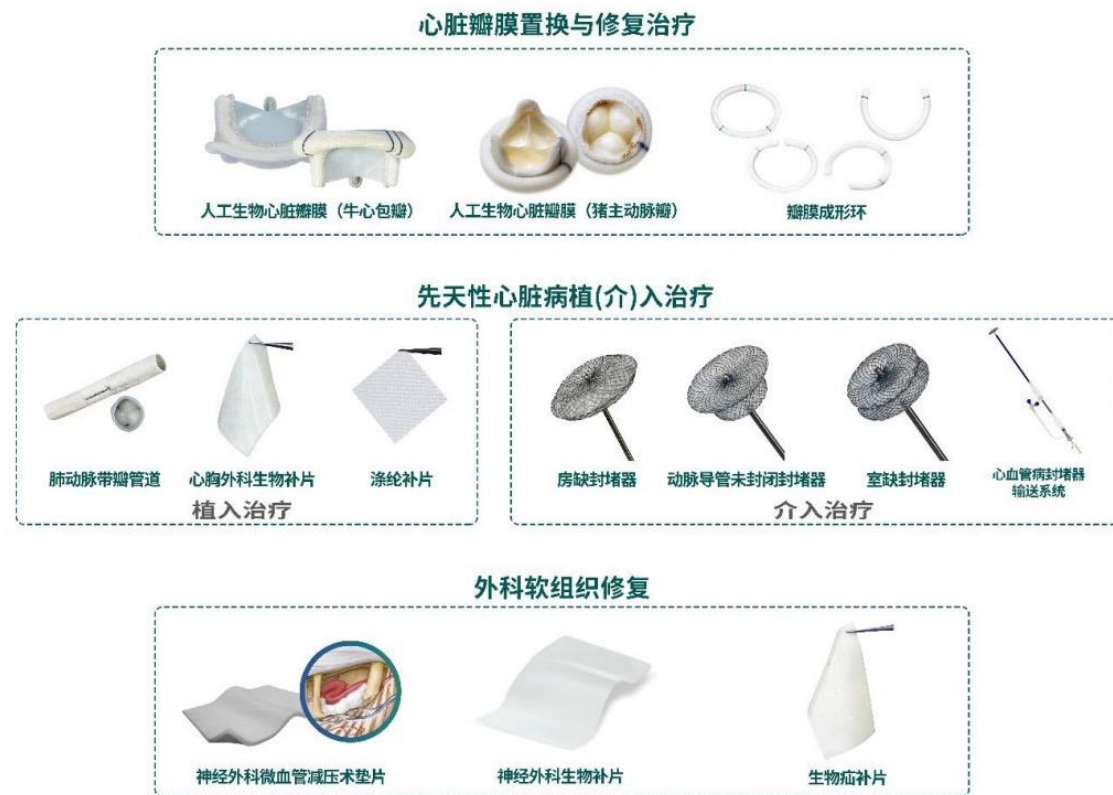 心脏瓣膜置换与修复治疗
人工生物心脏瓣膜（牛心包瓣）
人工生物心脏瓣膜（猪主动脉瓣）
瓣膜成形环
先天性心脏病植(介)入治疗
肺动脉带瓣管道
心胸外科生物补片
涤纶补片
植入治疗
房缺封堵器
动脉导管未封闭封堵器
室缺封堵器
心血管病封堵器
输送系统
介入治疗
外科软组织修复
神经外科微血管减压术垫片
神经外科生物补片
生物疝补片